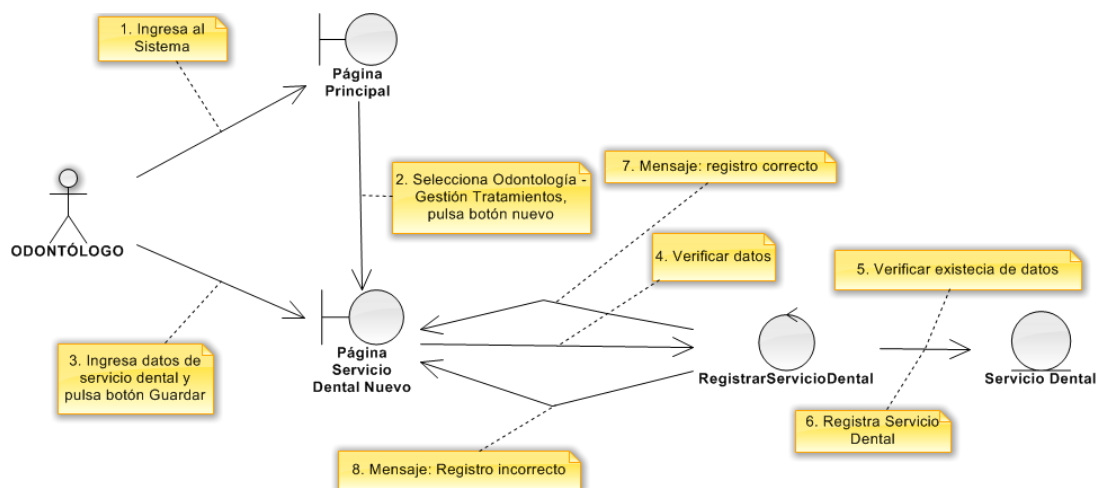 1. Ingresa al
Sistema
Página
Principal
2. Selecciona Odontología -
Gestión Tratamientos,
pulsa botón nuevo
7. Mensaje: registro correcto
ODONTÓLOGO
4. Verificar datos
5. Verificar existecia de datos
3. Ingresa datos de
servicio dental y
pulsa botón Guardar
Página
Servicio
Dental Nuevo
RegistrarServicioDental
Servicio Dental
6. Registra Servicio
Dental
8. Mensaje: Registro incorrecto